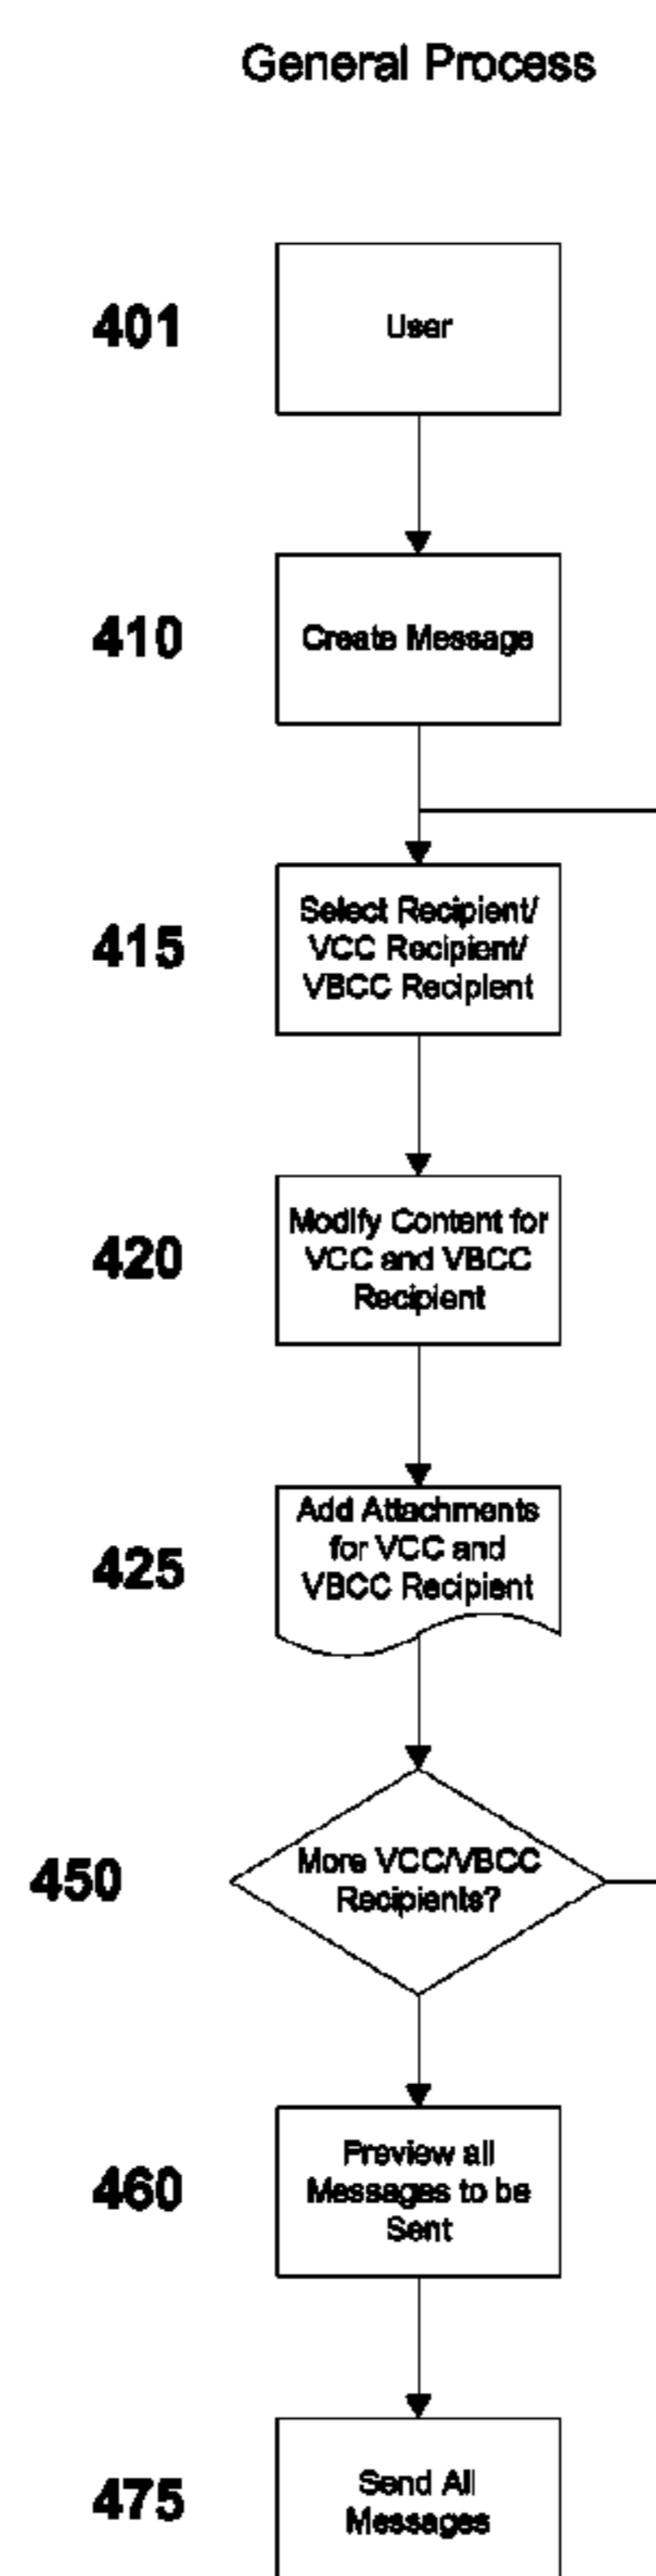 General Process
401
User
410
Create Message
415
Select Recipient/
VCC Recipient/
VBCC Recipient
420
Modify Content for
VCC and VBCC
Recipient
425
Add Attachments
for VCC and
VBCC Recipient
450
More VCC/VBCC
Recipients?
460
Preview all
Messages to be
Sent
475
Send All
Messages